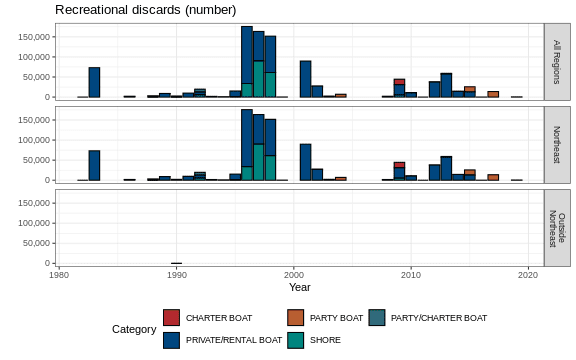 Recreational discards (number)
150,000
100,000
50,000
0
All Regions
150,000
100,000
50,000
0
Northeast
150,000
100,000
50,000
0
Outside
Northeast
1980
1990
2000
2010
2020
Year
Category
CHARTER BOAT
PARTY BOAT
PARTY/CHARTER BOAT
PRIVATE/RENTAL BOAT
SHORE